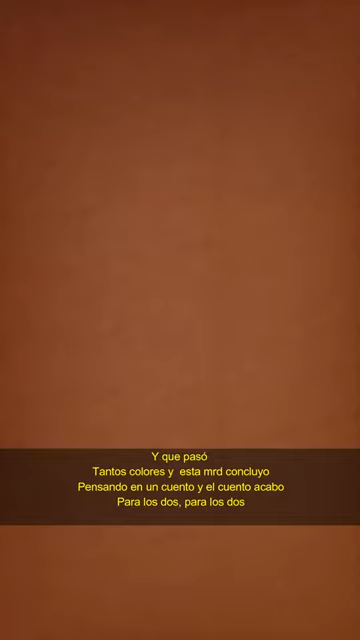 Y que pasó
Tantos colores y  esta mrd concluyo
Pensando en un cuento y el cuento acabo
Para los dos, para los dos